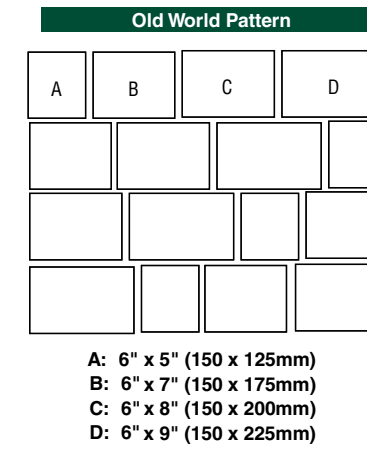 Old World Pattern
A B C D
A: 6" x 5" (150 x 125mm)
B: 6" x 7" (150 x 175mm)
C: 6" x 8" (150 x 200mm)
D: 6" x 9" (150 x 225mm)